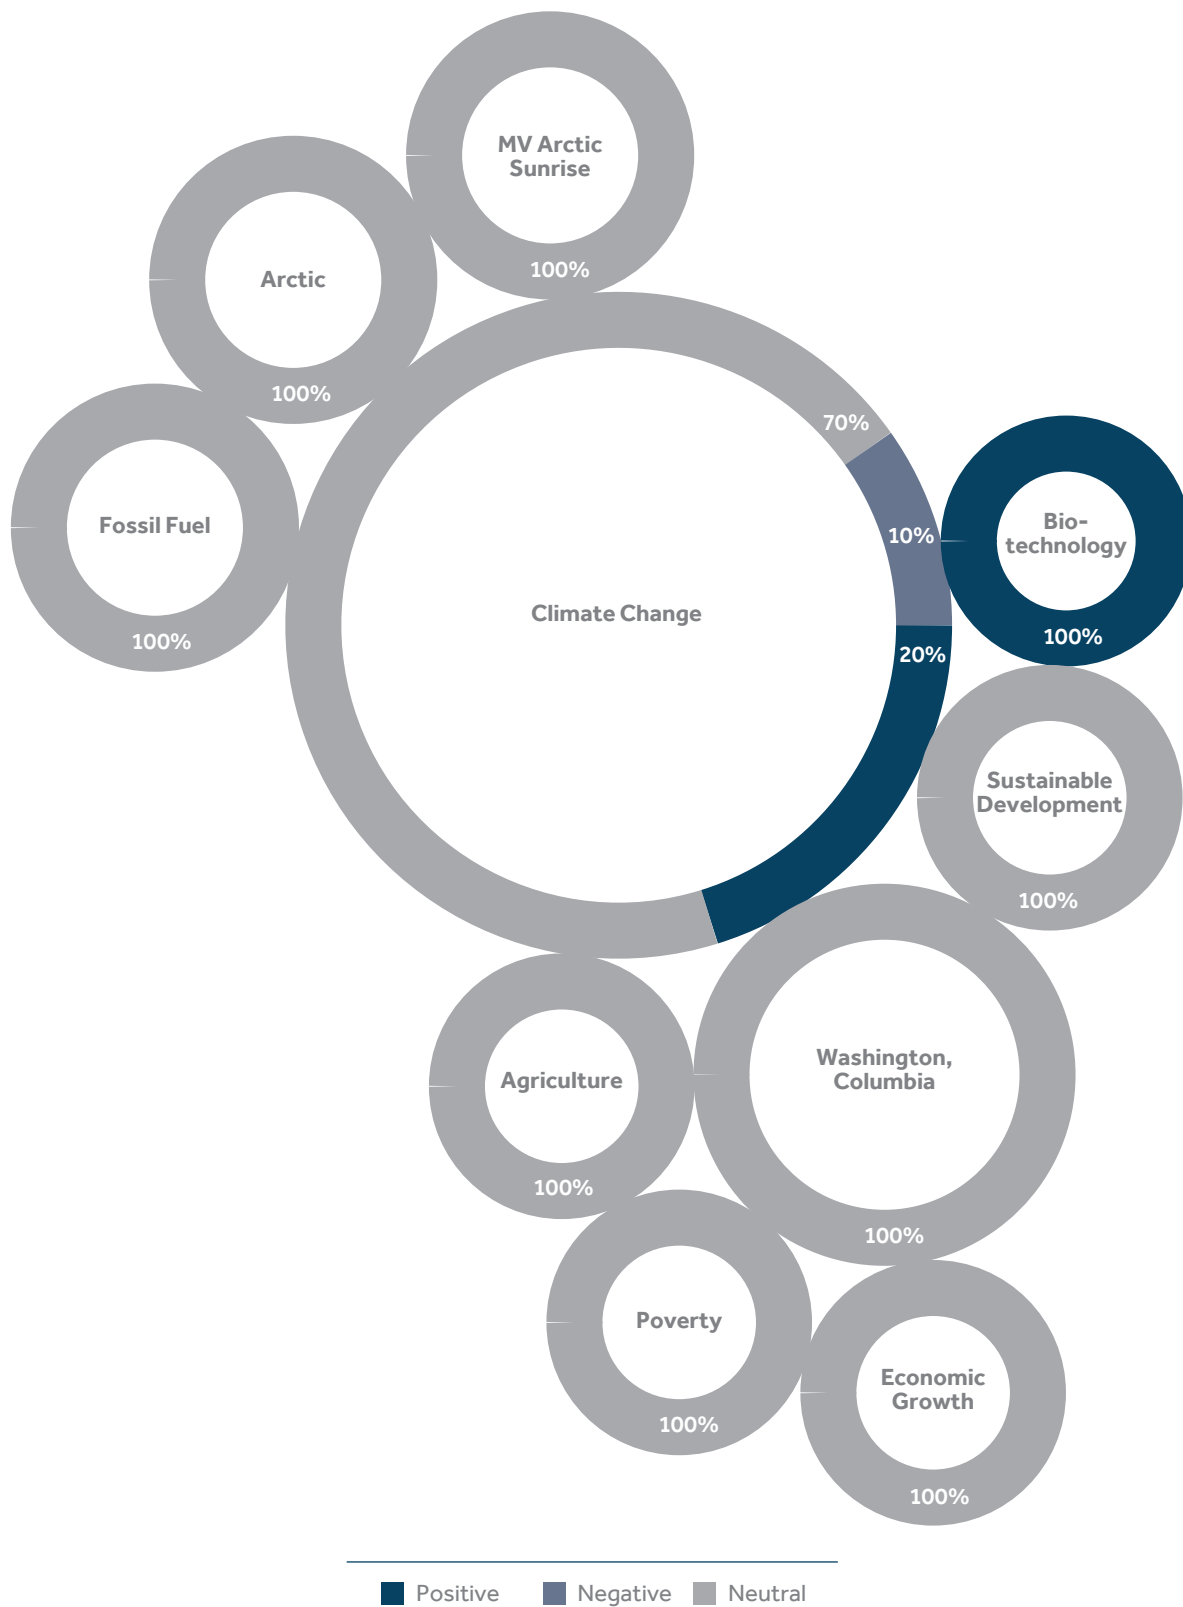 MV Arctic
Sunrise
100%
Arctic
100%
Fossil Fuel
100%
Climate Change
70%
10%
20%
Bio-
technology
100%
Sustainable
Development
100%
Washington,
Columbia
100%
Agriculture
100%
Poverty
100%
Economic
Growth
100%
Positive
Negative
Neutral